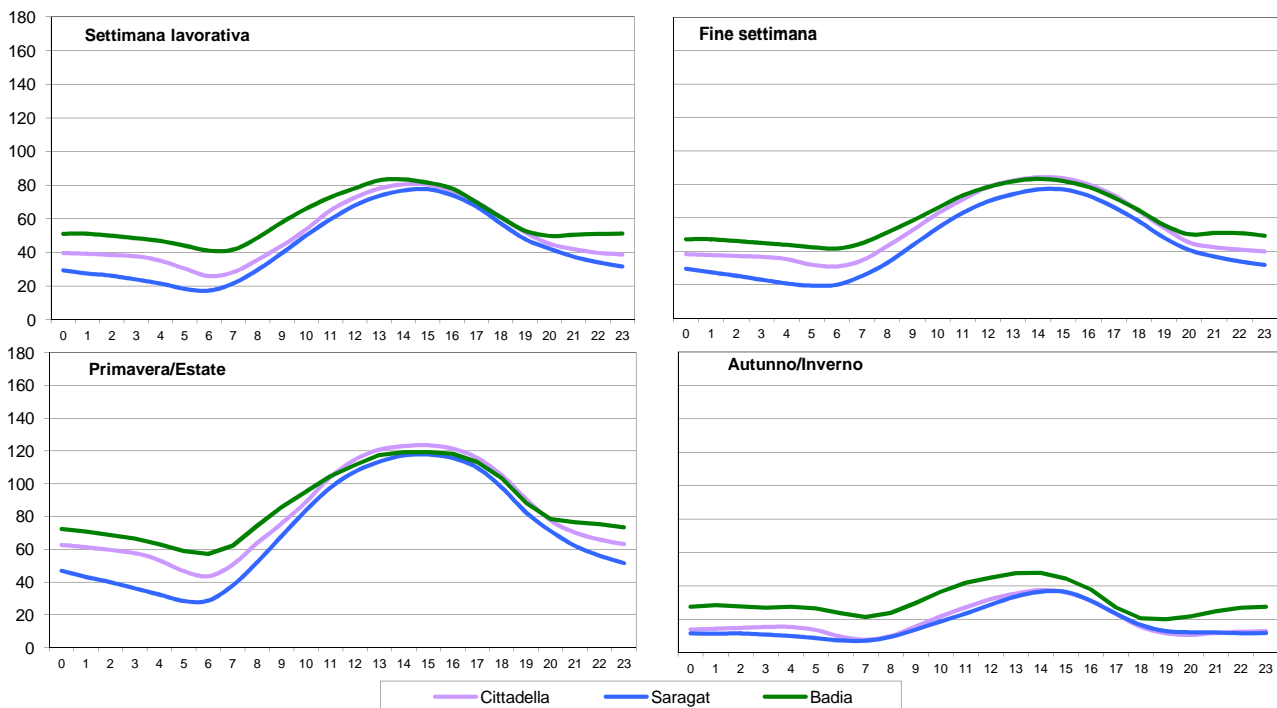 Settimana lavorativa
180
160
140
120
100
80
60
40
20
0
0 1 2 3 4 5 6 7 8 9 10 11 12 13 14 15 16 17 18 19 20 21 22 23
Fine settimana
0 1 2 3 4 5 6 7 8 9 10 11 12 13 14 15 16 17 18 19 20 21 22 23
Primavera/Estate
180
160
140
120
100
80
60
40
20
0
0 1 2 3 4 5 6 7 8 9 10 11 12 13 14 15 16 17 18 19 20 21 22 23
Autunno/Inverno
0 1 2 3 4 5 6 7 8 9 10 11 12 13 14 15 16 17 18 19 20 21 22 23
Cittadella Saragat Badia